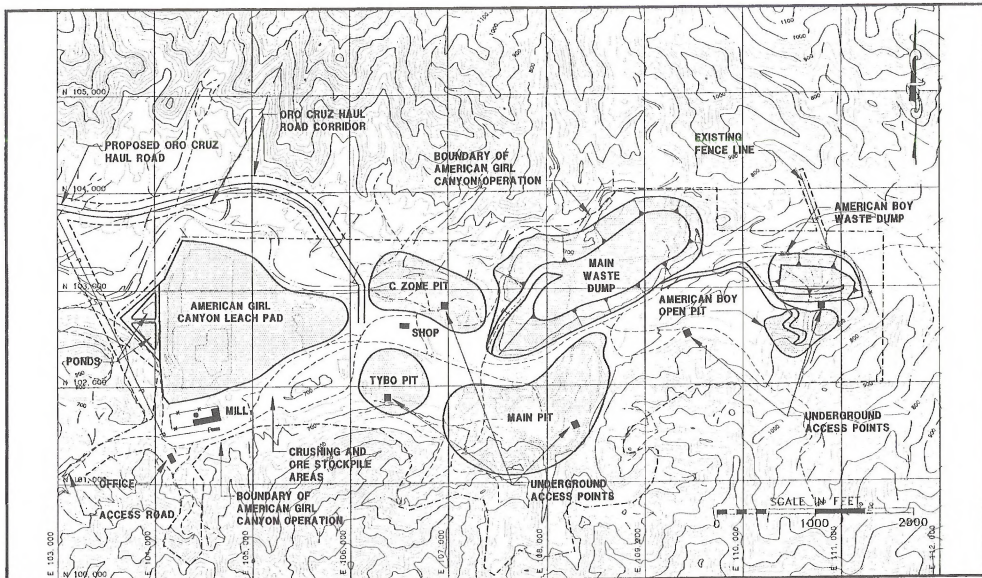 N 105, 000
ORO CRUZ HAUL
ROAD CORRIDOR
PROPOSED ORO CRUZ
HAUL ROAD
EXISTING
FENCE LINE
BOUNDARY OF
AMERICAN GIRL
CANYON OPERATION
N 104, 000
AMERICAN BOY
WASTE DUMP
MAIN
WASTE
DUMP
N 103, 000
C ZONE PIT
AMERICAN GIRL
CANYON LEACH PAD
AMERICAN BOY
OPEN PIT
SHOP
PONDS
TYBO PIT
MILL
MAIN PIT
UNDERGROUND
ACCESS POINTS
CRUSHING AND
ORE STOCKPILE
AREAS
OFFICE
UNDERGROUND
ACCESS POINTS
ACCESS ROAD
BOUNDARY OF
AMERICAN GIRL
CANYON OPERATION
SCALE IN FEET
0 1000 2000
N 100, 000
E 103, 000
E 104, 000
E 105, 000
E 106, 000
E 107, 000
E 108, 000
E 109, 000
E 110, 000
E 111, 000
E 112, 000